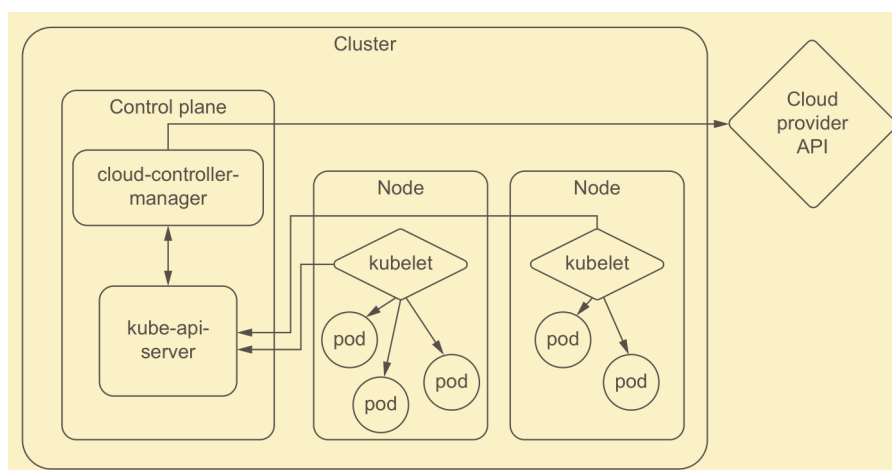 Cluster
Control plane
cloud-controller-
manager
kube-api-
server
Node
kubelet
pod
pod
pod
Node
kubelet
pod
pod
Cloud
provider
API